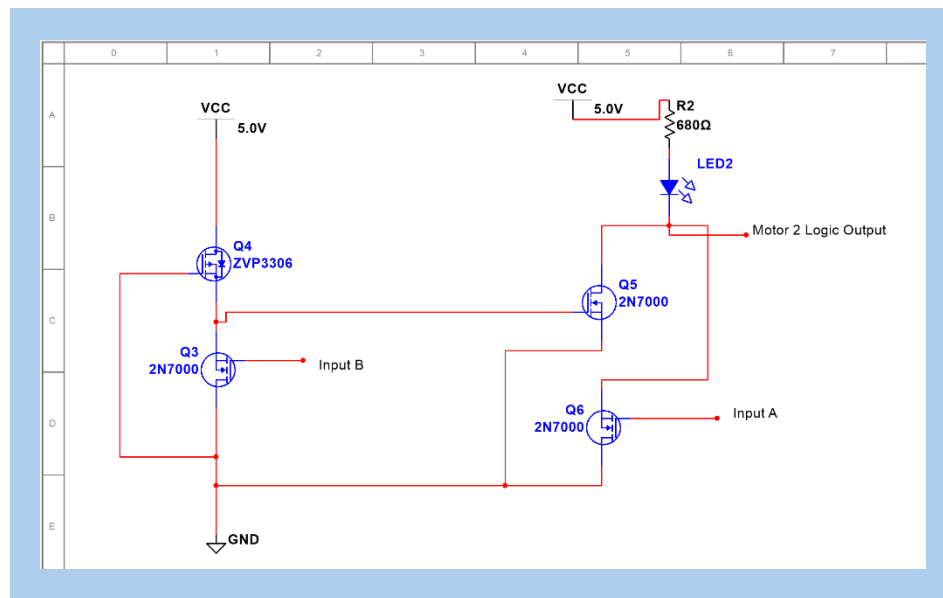 0 1 2 3 4 5 6 7
A
B
C
D
E
VCC
5.0V
VCC
5.0V
R2
680Ω
LED2
Motor 2 Logic Output
Q4
ZVP3306
Q5
2N7000
Q3
2N7000
Input B
Q6
2N7000
Input A
GND